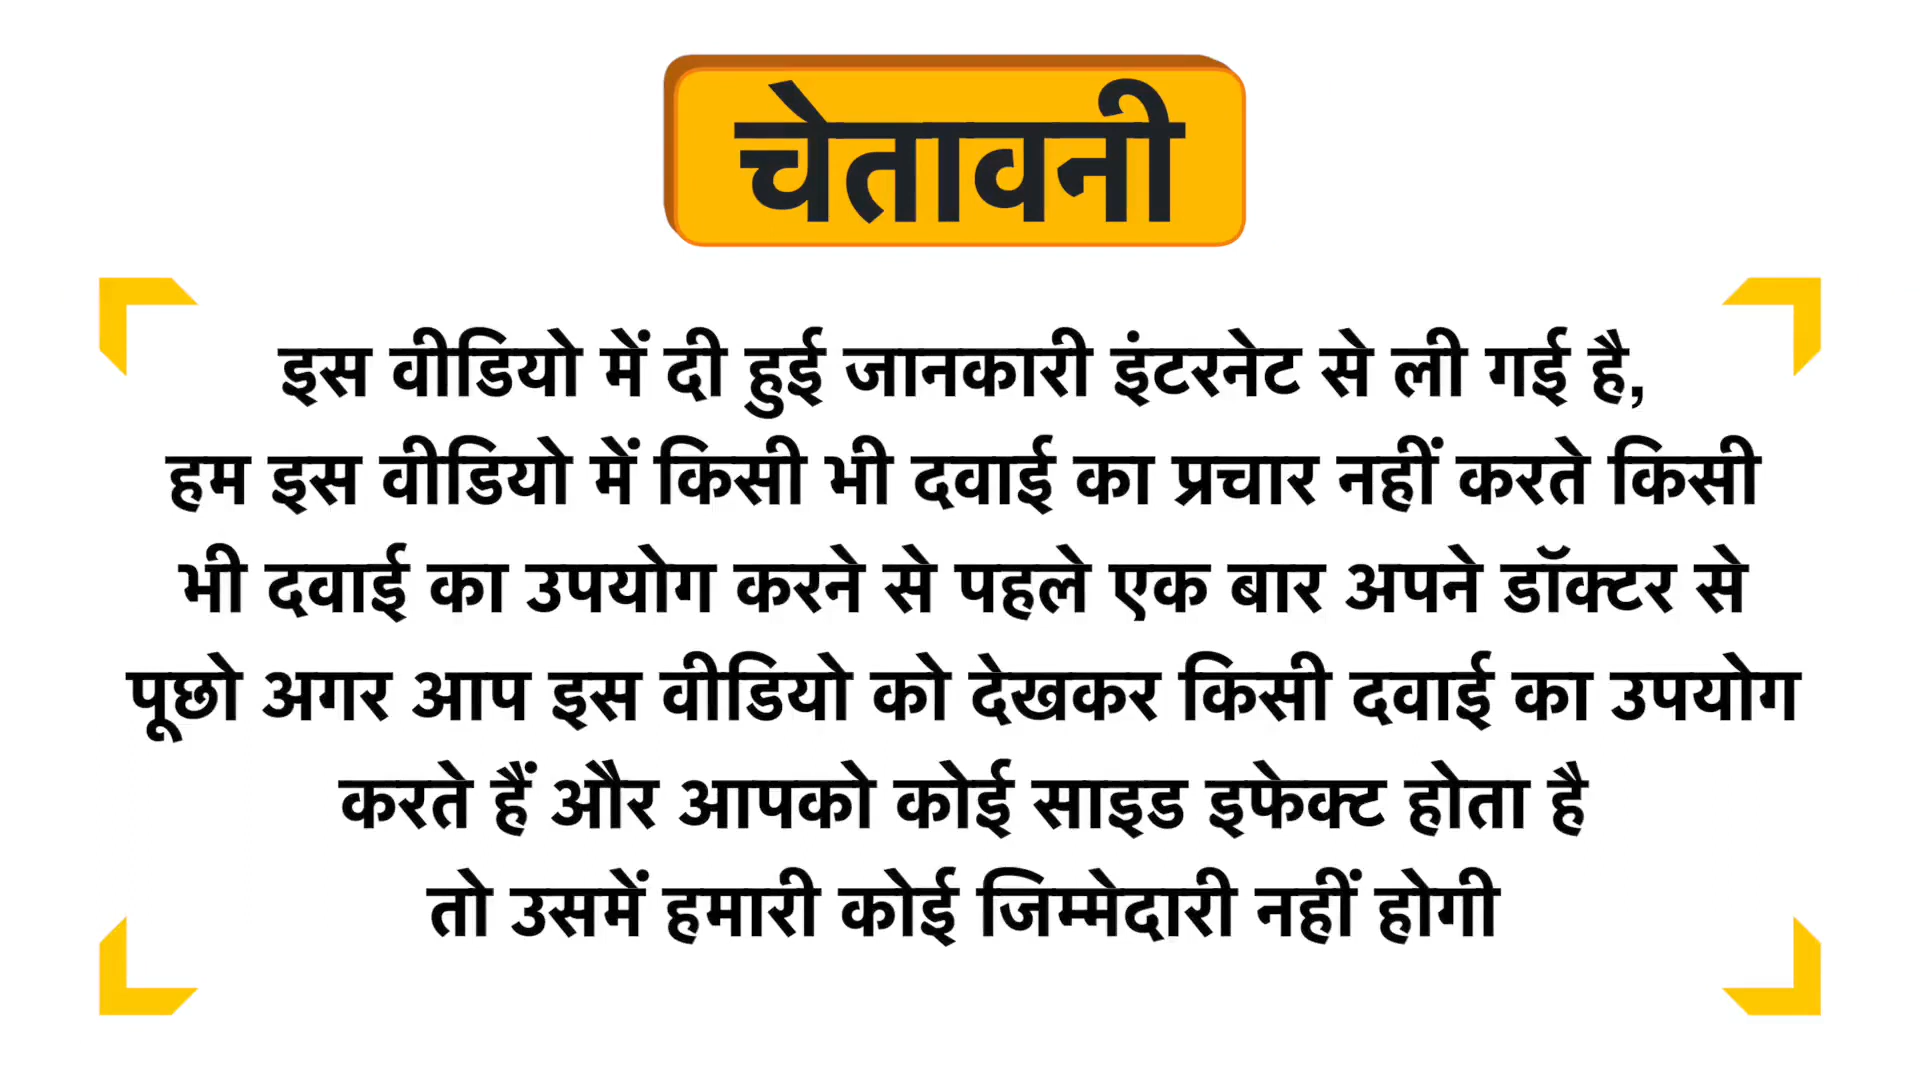 चेतावनी
इस वीडियो में दी हुई जानकारी इंटरनेट से ली गई है,
हम इस वीडियो में किसी भी दवाई का प्रचार नहीं करते किसी
भी दवाई का उपयोग करने से पहले एक बार अपने डॉक्टर से
पूछो अगर आप इस वीडियो को देखकर किसी दवाई का उपयोग
करते हैं और आपको कोई साइड इफेक्ट होता है
तो उसमें हमारी कोई जिम्मेदारी नहीं होगी